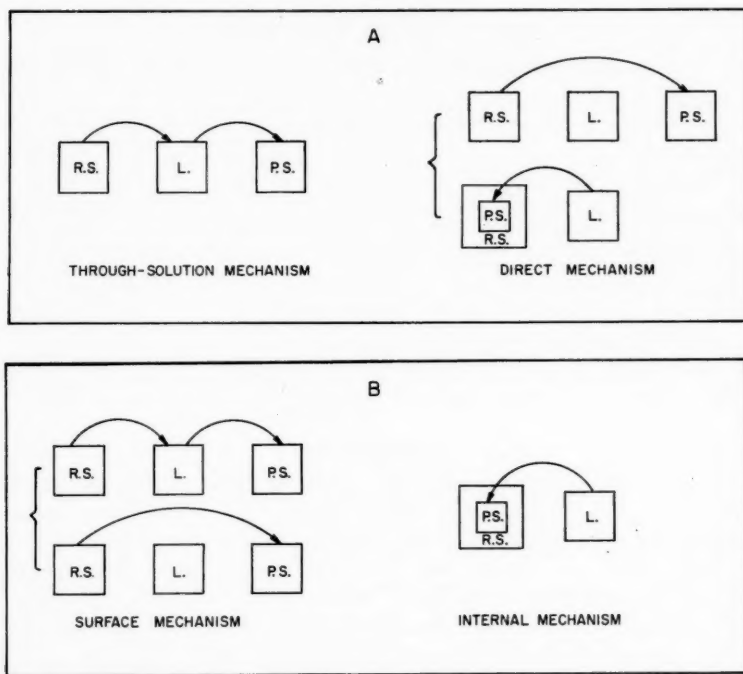 A
R.S. L. P.S.
R.S. L. P.S.
P.S. L.
R.S.
THROUGH-SOLUTION MECHANISM
DIRECT MECHANISM
B
R.S. L. P.S.
P.S. L.
R.S.
R.S. L. P.S.
SURFACE MECHANISM
INTERNAL MECHANISM